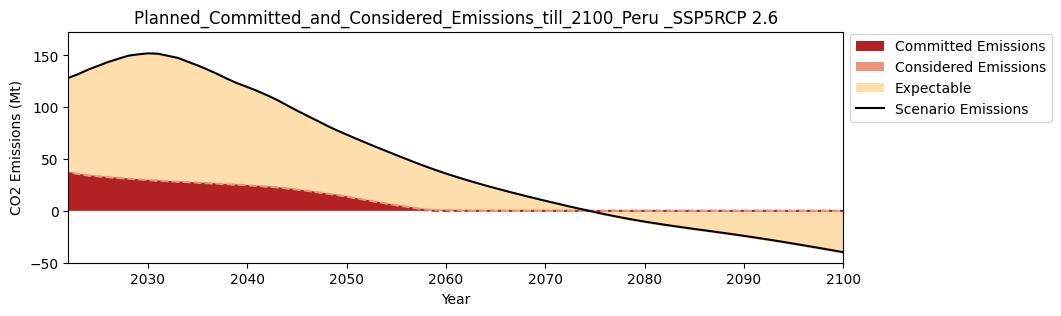 Planned_Committed_and_Considered_Emissions_till_2100_Peru _SSP5RCP 2.6
CO2 Emissions (Mt)
150
100
50
0
−50
2030 2040 2050 2060 2070 2080 2090 2100
Year
Committed Emissions
Considered Emissions
Expectable
Scenario Emissions